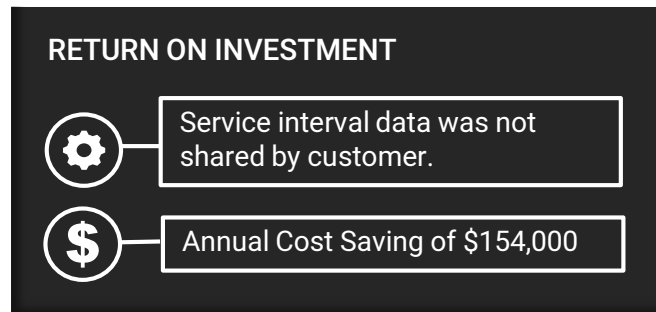 RETURN ON INVESTMENT
Service interval data was not
shared by customer.
$
Annual Cost Saving of $154,000